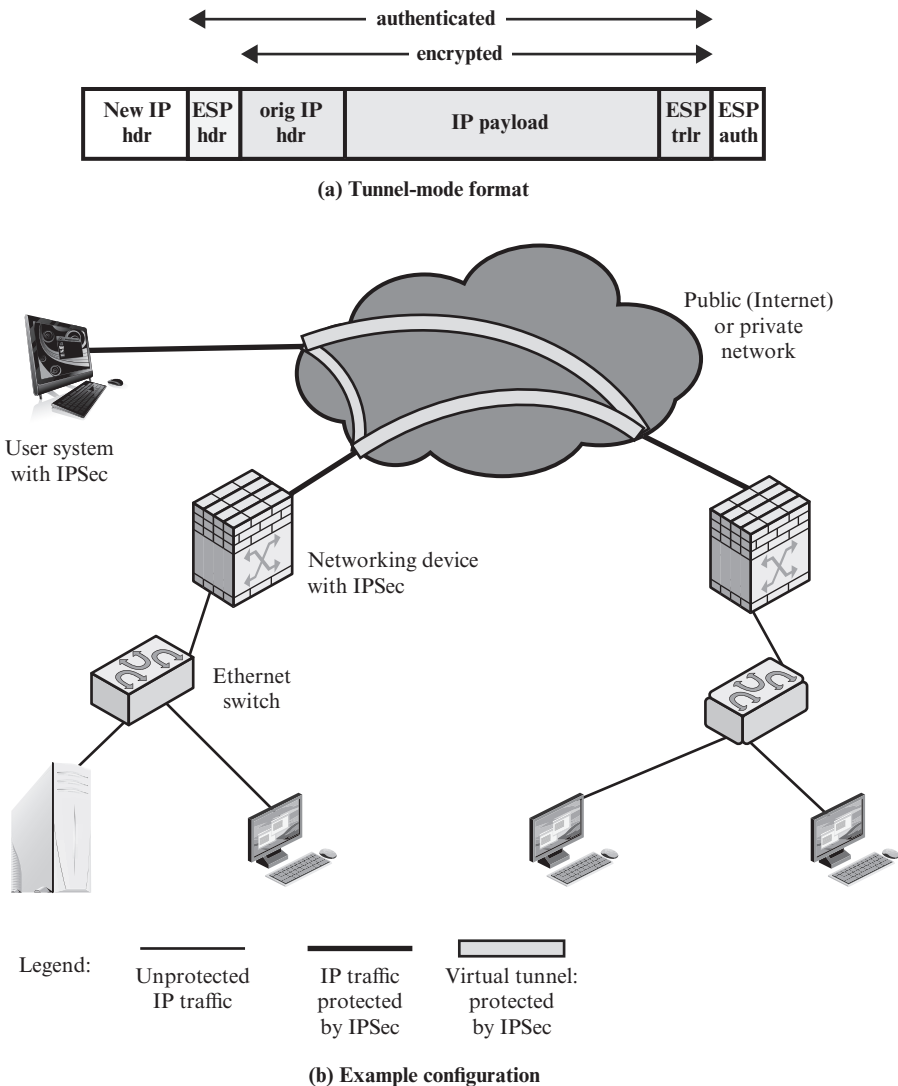 authenticated
encrypted
New IP hdr
ESP hdr
orig IP hdr
IP payload
ESP trlr
ESP auth
(a) Tunnel-mode format
Public (Internet)
or private
network
User system
with IPSec
Networking device
with IPSec
Ethernet
switch
Legend:
Unprotected
IP traffic
IP traffic
protected
by IPSec
Virtual tunnel:
protected
by IPSec
(b) Example configuration